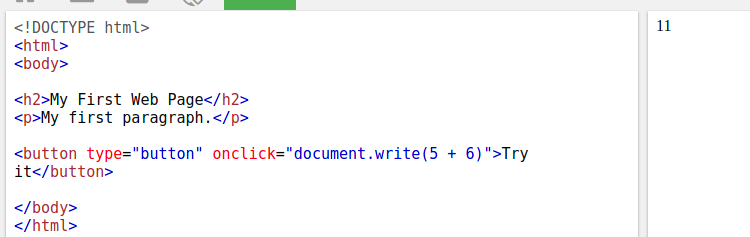 <!DOCTYPE html>
<html>
<body>
<h2>My First Web Page</h2>
<p>My first paragraph.</p>
<button type="button" onclick="document.write(5 + 6)">Try
it</button>
</body>
</html>
11